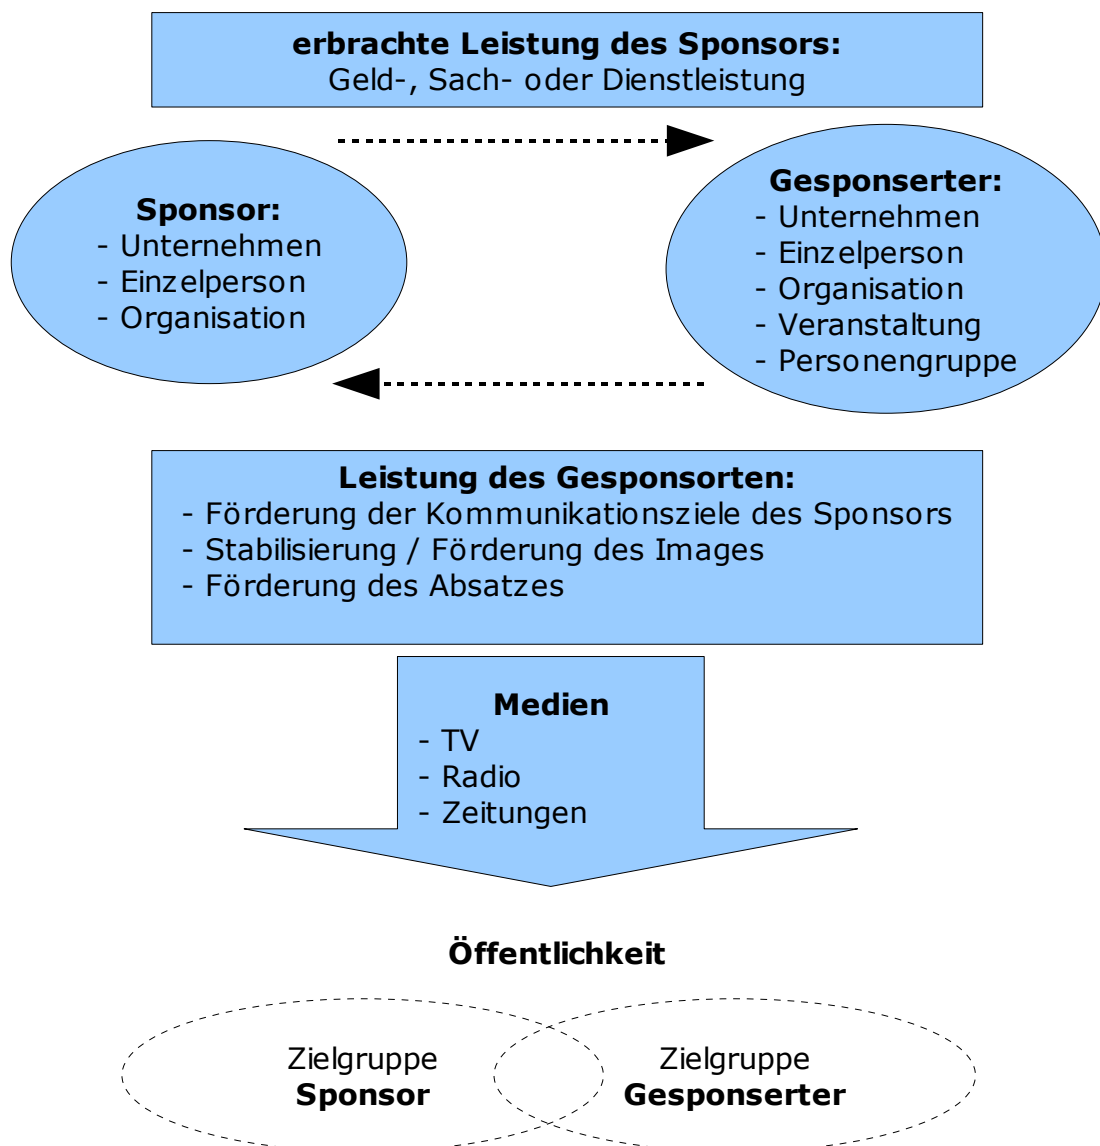 erbrachte Leistung des Sponsors:
Geld-, Sach- oder Dienstleistung
Sponsor:
- Unternehmen
- Einzelperson
- Organisation
Gesponserter:
- Unternehmen
- Einzelperson
- Organisation
- Veranstaltung
- Personengruppe
Leistung des Gesponsorten:
- Förderung der Kommunikationsziele des Sponsors
- Stabilisierung / Förderung des Images
- Förderung des Absatzes
Medien
- TV
- Radio
- Zeitungen
Öffentlichkeit
Zielgruppe
Sponsor
Zielgruppe
Gesponserter